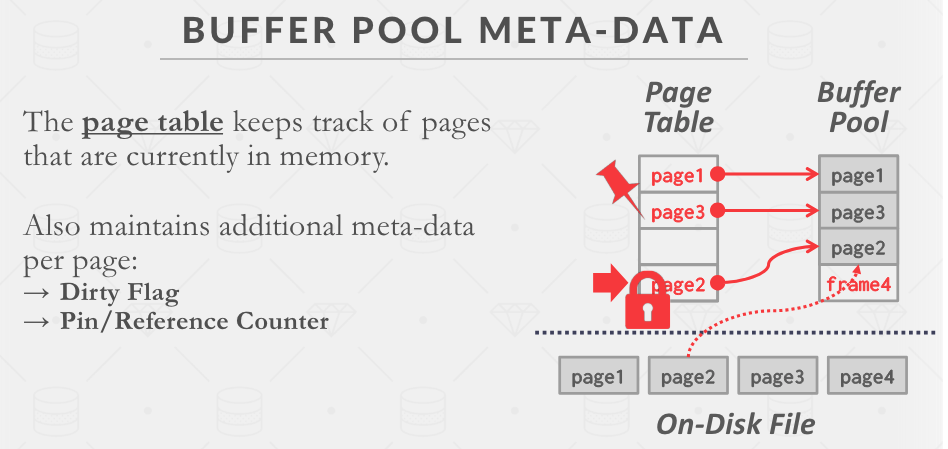 BUFFER POOL META-DATA
The page table keeps track of pages
that are currently in memory.
Also maintains additional meta-data
per page:
→ Dirty Flag
→ Pin/Reference Counter
Page
Table
page1
page3
page2
Buffer
Pool
page1
page3
page2
frame4
page1
page2
page3
page4
On-Disk File